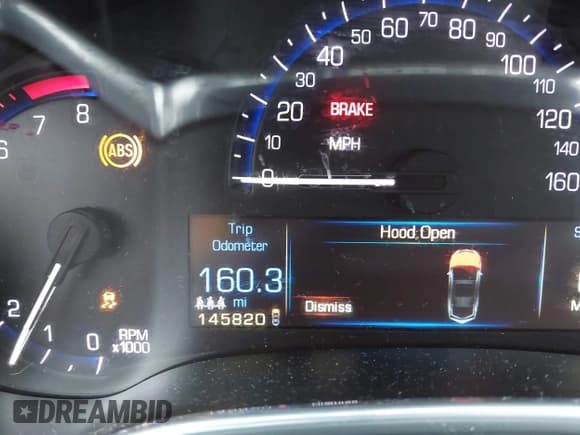 8
7
6
ABS
2
1
0
RPM
x1000
0
10
20
30
40
50
60
70
80
90
100
110
120
140
160
BRAKE
MPH
Trip
Odometer
160.3
mi
145820
Hood Open
Dismiss
S
M
DREAMBID